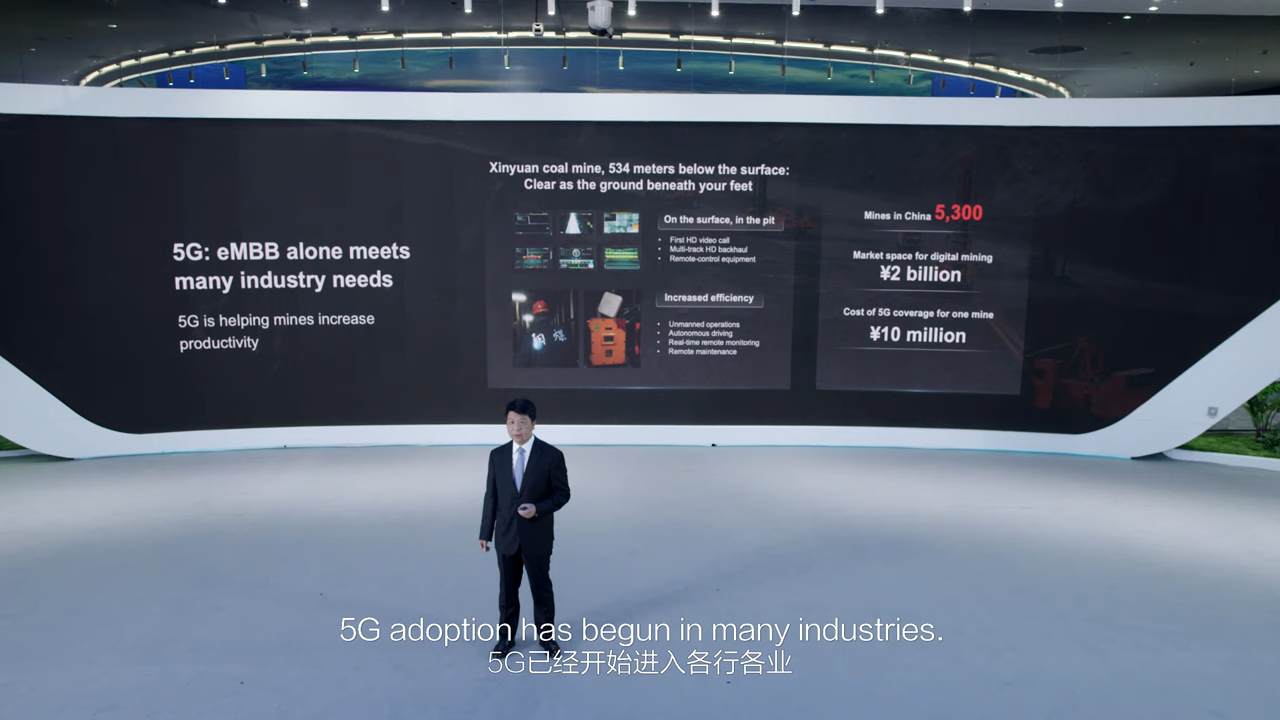 5G: eMBB alone meets
many industry needs
5G is helping mines increase
productivity
Xinyuan coal mine, 534 meters below the surface:
Clear as the ground beneath your feet
On the surface, in the pit
• First HD video call
• Multi-track HD backhaul
• Remote-control equipment
Increased efficiency
• Unmanned operations
• Autonomous driving
• Real-time remote monitoring
• Remote maintenance
Mines in China 5,300
Market space for digital mining
¥2 billion
Cost of 5G coverage for one mine
¥10 million
5G adoption has begun in many industries.
5G已经开始进入各行各业